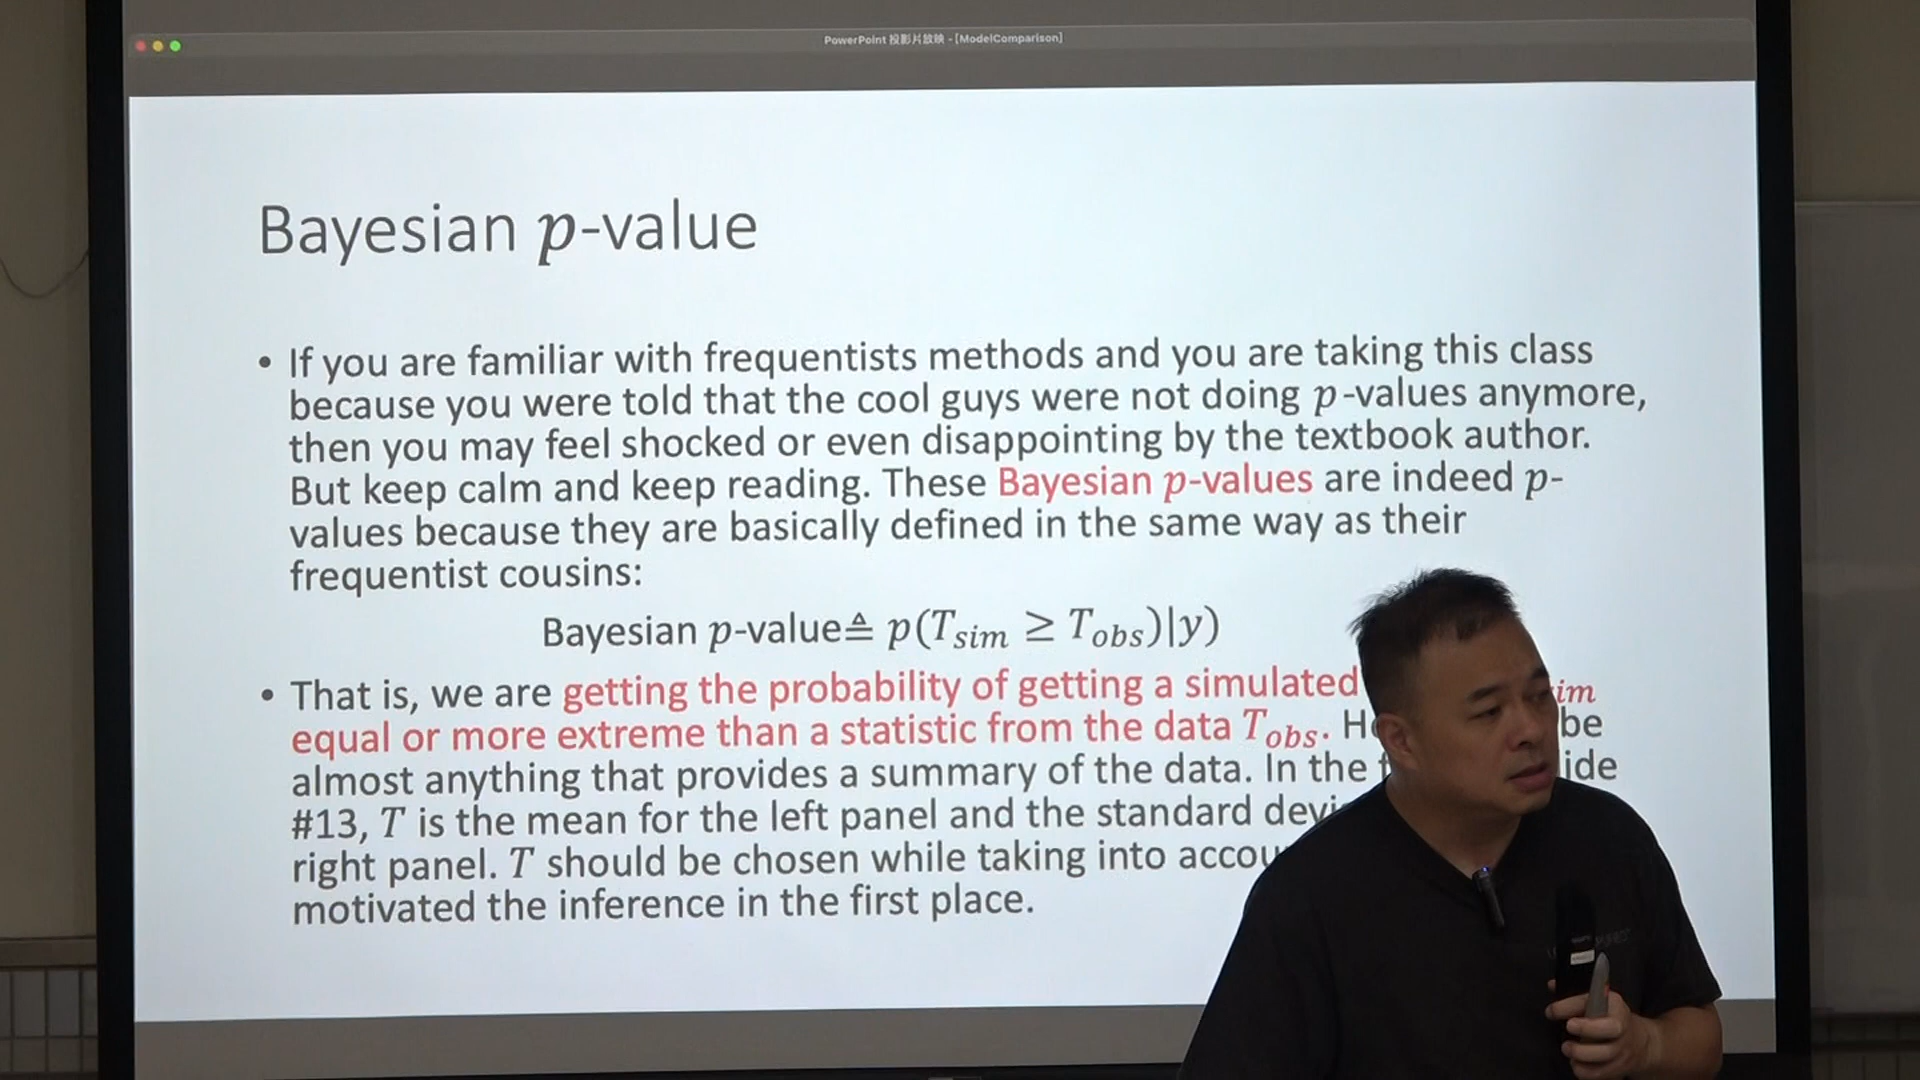 PowerPoint 投影片放映 - [ModelComparison]
Bayesian p-value
• If you are familiar with frequentists methods and you are taking this class
because you were told that the cool guys were not doing p-values anymore,
then you may feel shocked or even disappointing by the textbook author.
But keep calm and keep reading. These Bayesian p-values are indeed p-
values because they are basically defined in the same way as their
frequentist cousins:
Bayesian p-value≜ p(T_sim ≥ T_obs)|y)
• That is, we are getting the probability of getting a simulated sim
equal or more extreme than a statistic from the data T_obs. be
almost anything that provides a summary of the data. In the
#13, T is the mean for the left panel and the standard
right panel. T should be chosen while taking into
motivated the inference in the first place.